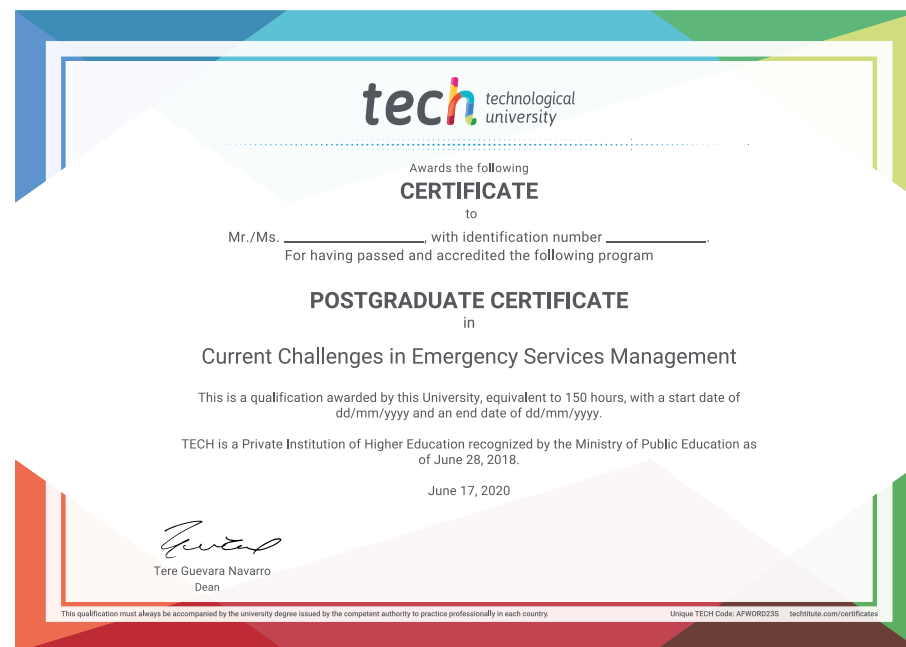 tech technological
university
Awards the following
CERTIFICATE
to
Mr./Ms. ____________, with identification number ____________.
For having passed and accredited the following program
POSTGRADUATE CERTIFICATE
in
Current Challenges in Emergency Services Management
This is a qualification awarded by this University, equivalent to 150 hours, with a start date of
dd/mm/yyyy and an end date of dd/mm/yyyy.
TECH is a Private Institution of Higher Education recognized by the Ministry of Public Education as
of June 28, 2018.
June 17, 2020
Tere Guevara Navarro
Dean
This qualification must always be accompanied by the university degree issued by the competent authority to practice professionally in each country.
Unique TECH Code: AFWORD23S techtitute.com/certificates